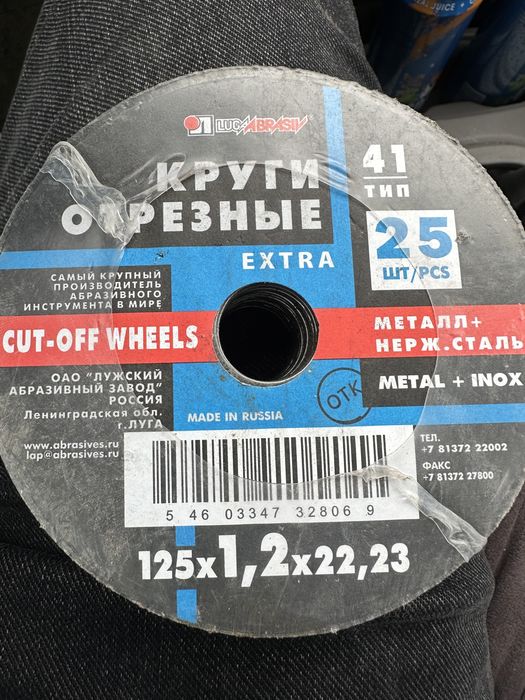 JUICE
LUGAABRASIV
КРУГИ
ОТРЕЗНЫЕ
EXTRA
41
ТИП
25
ШТ/PCS
САМЫЙ КРУПНЫЙ
ПРОИЗВОДИТЕЛЬ
АБРАЗИВНОГО
ИНСТРУМЕНТА В МИРЕ
CUT-OFF WHEELS
МЕТАЛЛ+
НЕРЖ.СТАЛЬ
METAL + INOX
ОАО "ЛУЖСКИЙ
АБРАЗИВНЫЙ ЗАВОД"
РОССИЯ
Ленинградская обл.
г.ЛУГА
www.abrasives.ru
lap@abrasives.ru
MADE IN RUSSIA
ОТК
ТЕЛ.
+7 81372 22002
ФАКС
+7 81372 27800
5 46 03347 32806 9
125x1,2x22,23